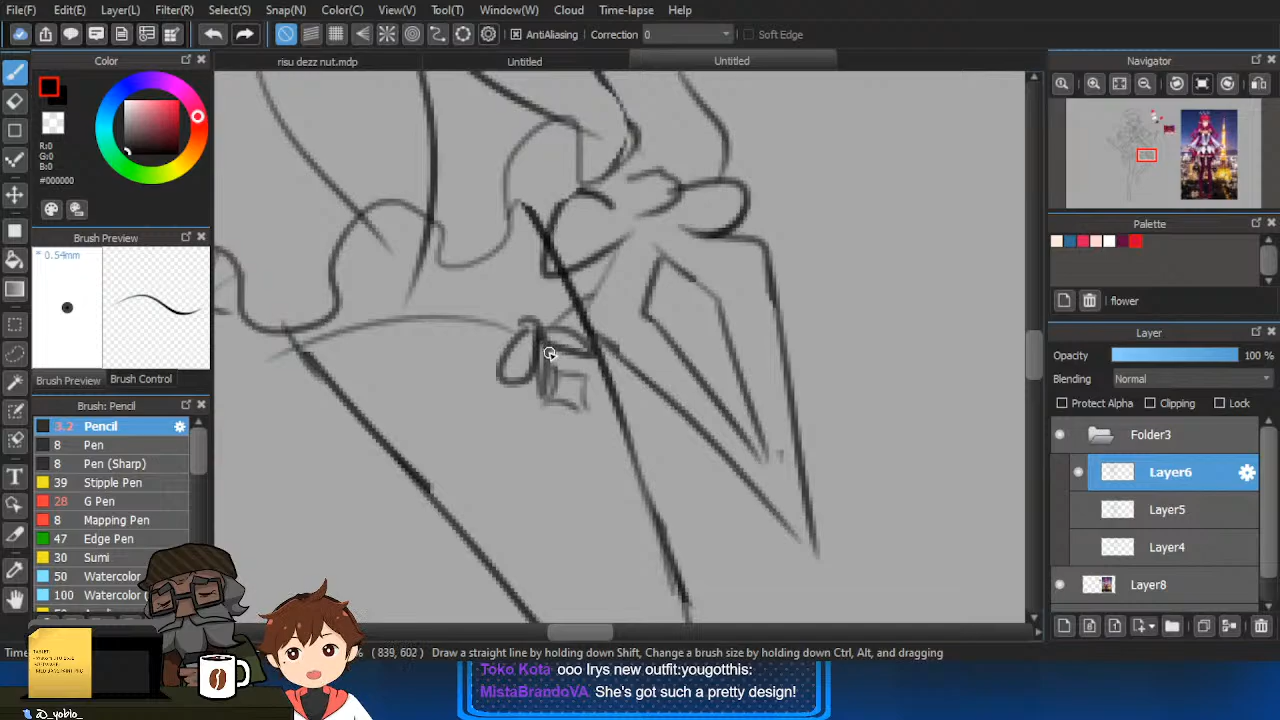 File(F) Edit(E) Layer(L) Filter(R) Select(S) Snap(N) Color(C) View(V) Tool(T) Window(W) Cloud Time-lapse Help
AntiAliasing Correction 0 Soft Edge
Color
risu dezz nut.mdp Untitled Untitled
Navigator
R:0
G:0
B:0
#000000
Brush Preview
* 0.54mm
Brush Preview Brush Control
Brush: Pencil
3.2 Pencil
8 Pen
8 Pen (Sharp)
39 Stipple Pen
28 G Pen
8 Mapping Pen
47 Edge Pen
30 Sumi
50 Watercolor
100 Watercolor (
Palette
flower
Layer
Opacity 100 %
Blending Normal
Protect Alpha Clipping Lock
Folder3
Layer6
Layer5
Layer4
Layer8
Time
% ( 839, 602 ) Draw a straight line by holding down Shift, Change a brush size by holding down Ctrl, Alt, and dragging
Toko Kota ooo Irys new outfit:yougotthis:
MistaBrandoVA She's got such a pretty design!